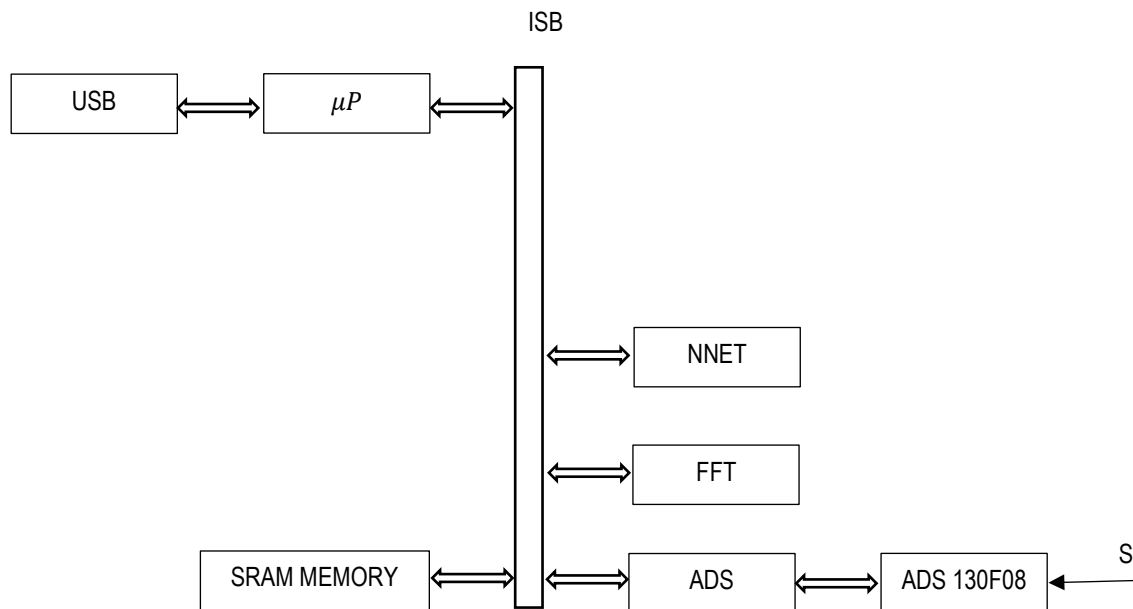 ISB
USB
μP
NNET
FFT
SRAM MEMORY
ADS
ADS 130F08
S